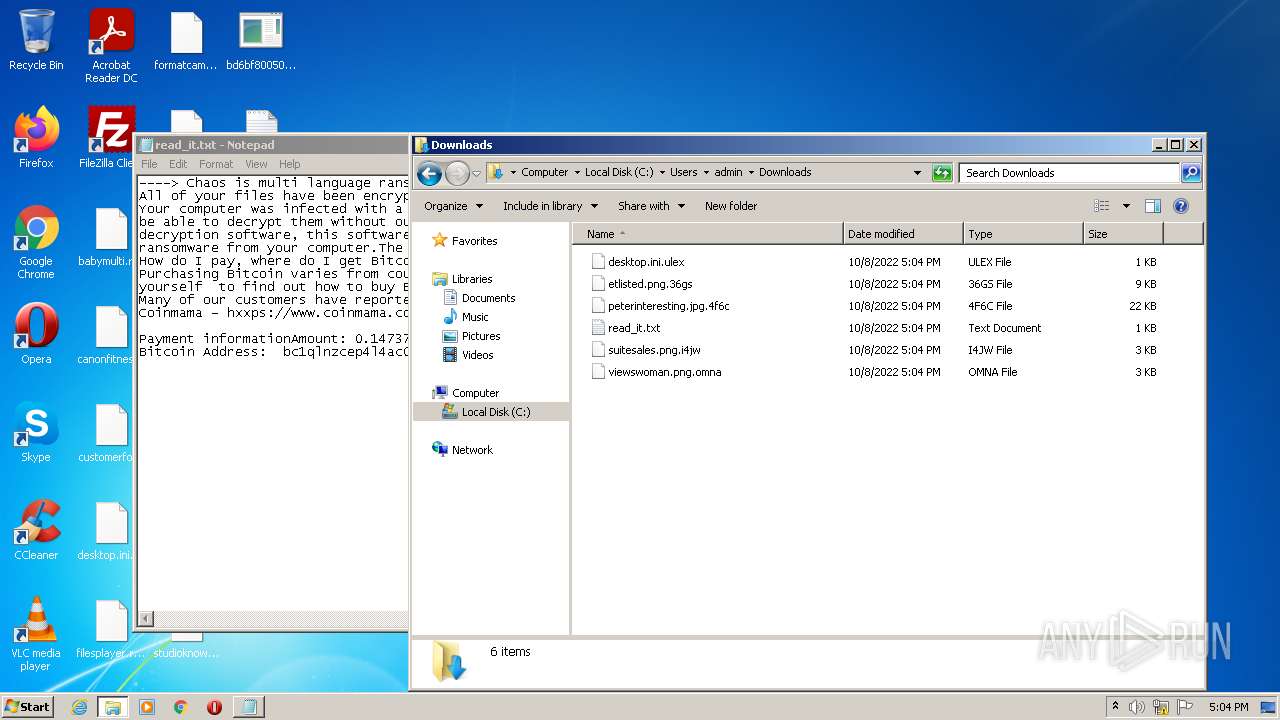 Recycle Bin
Acrobat
Reader DC
formatcam...
bd6bf80050...
Firefox
FileZilla Clie
Google
Chrome
babymulti.r
Opera
canonfitnes
Skype
customerfo
CCleaner
desktop.ini.
VLC media
player
filesplayer.r...
studioknow...
read_it.txt - Notepad
File Edit Format View Help
----> Chaos is multi language rans
All of your files have been encryp
Your computer was infected with a
be able to decrypt them without ou
decryption software, this software
ransomware from your computer.The
How do I pay, where do I get Bitco
Purchasing Bitcoin varies from cou
yourself to find out how to buy B
Many of our customers have reporte
Coinmama - hxxps://www.coinmama.co
Payment informationAmount: 0.14737
Bitcoin Address: bc1qlnzcep4l4ac0
Downloads
Computer Local Disk (C:) Users admin Downloads
Search Downloads
Organize Include in library Share with New folder
Favorites
Libraries
Documents
Music
Pictures
Videos
Computer
Local Disk (C:)
Network
Name Date modified Type Size
desktop.ini.ulex 10/8/2022 5:04 PM ULEX File 1 KB
etlisted.png.36gs 10/8/2022 5:04 PM 36GS File 9 KB
peterinteresting.jpg.4f6c 10/8/2022 5:04 PM 4F6C File 22 KB
read_it.txt 10/8/2022 5:04 PM Text Document 1 KB
suitesales.png.i4jw 10/8/2022 5:04 PM I4JW File 3 KB
viewswoman.png.omna 10/8/2022 5:04 PM OMNA File 3 KB
6 items
ANY RUN
Start
5:04 PM